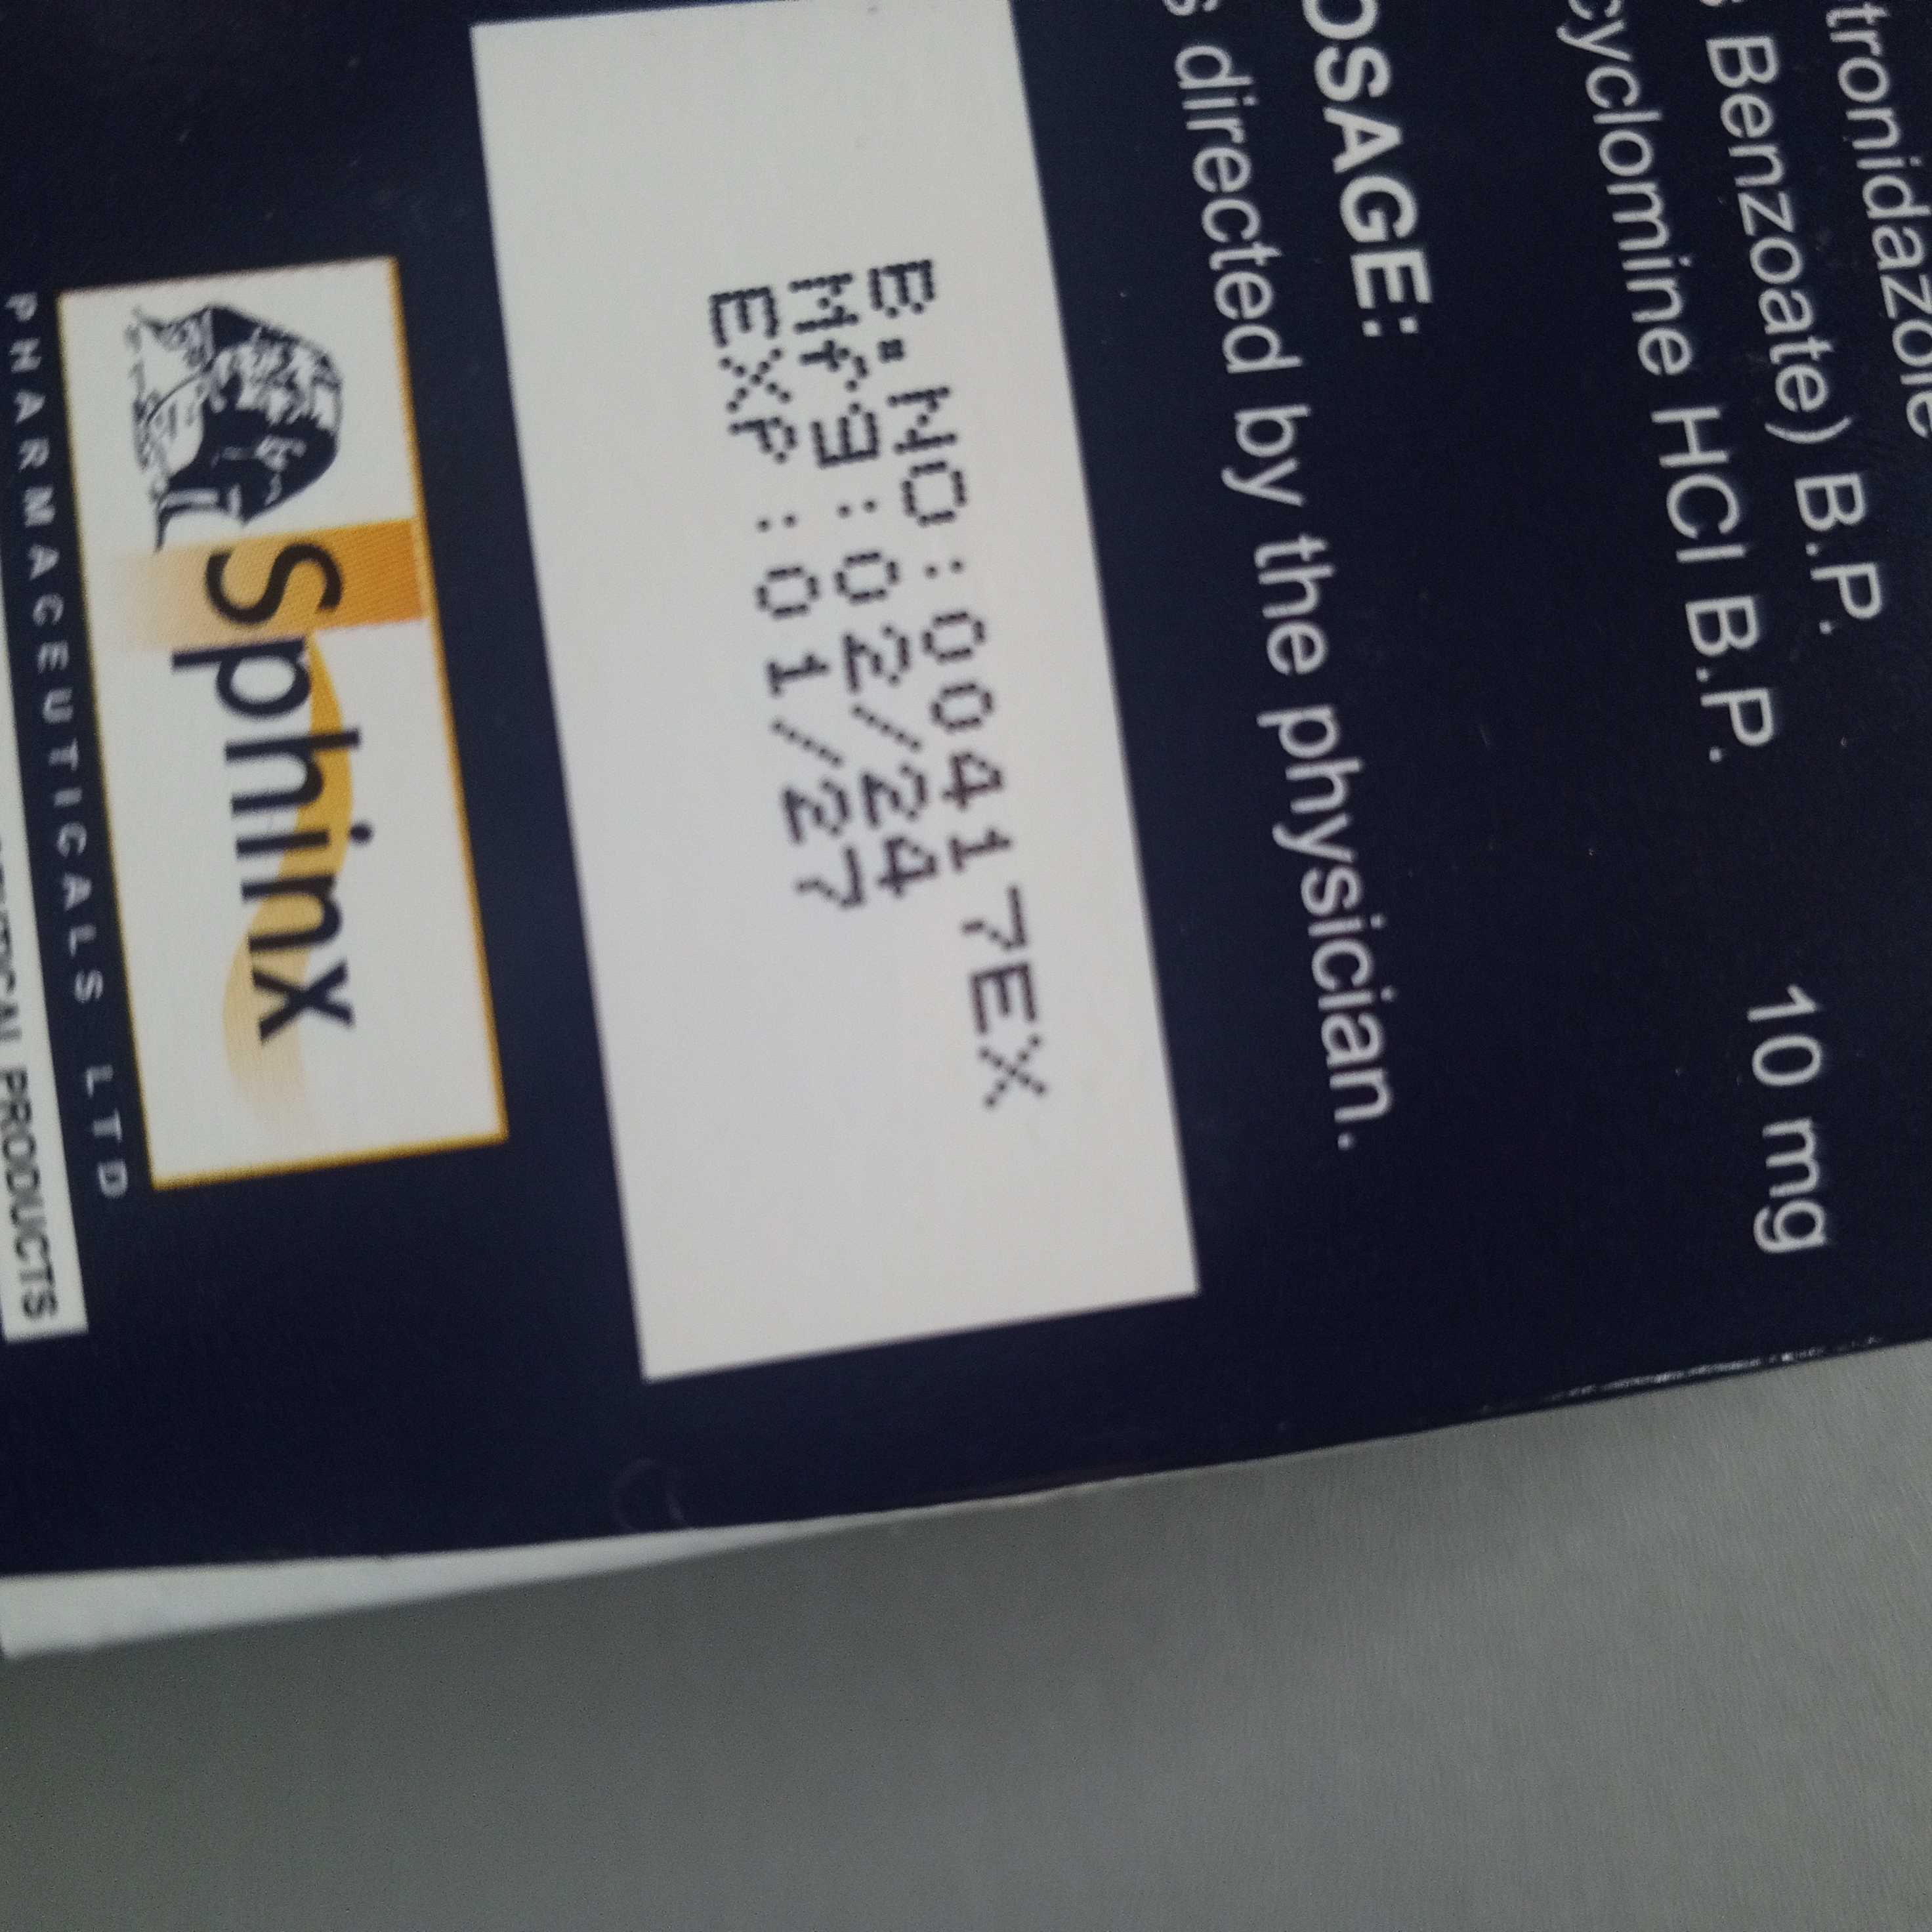 tronidazole
s Benzoate) B.P.
cyclomine HCl B.P. 10 mg
OSAGE:
s directed by the physician.
B.NO:00417EX
Mfg:02/24
EXP:01/27
Sphinx
PHARMACEUTICALS LTD
PRODUCTS